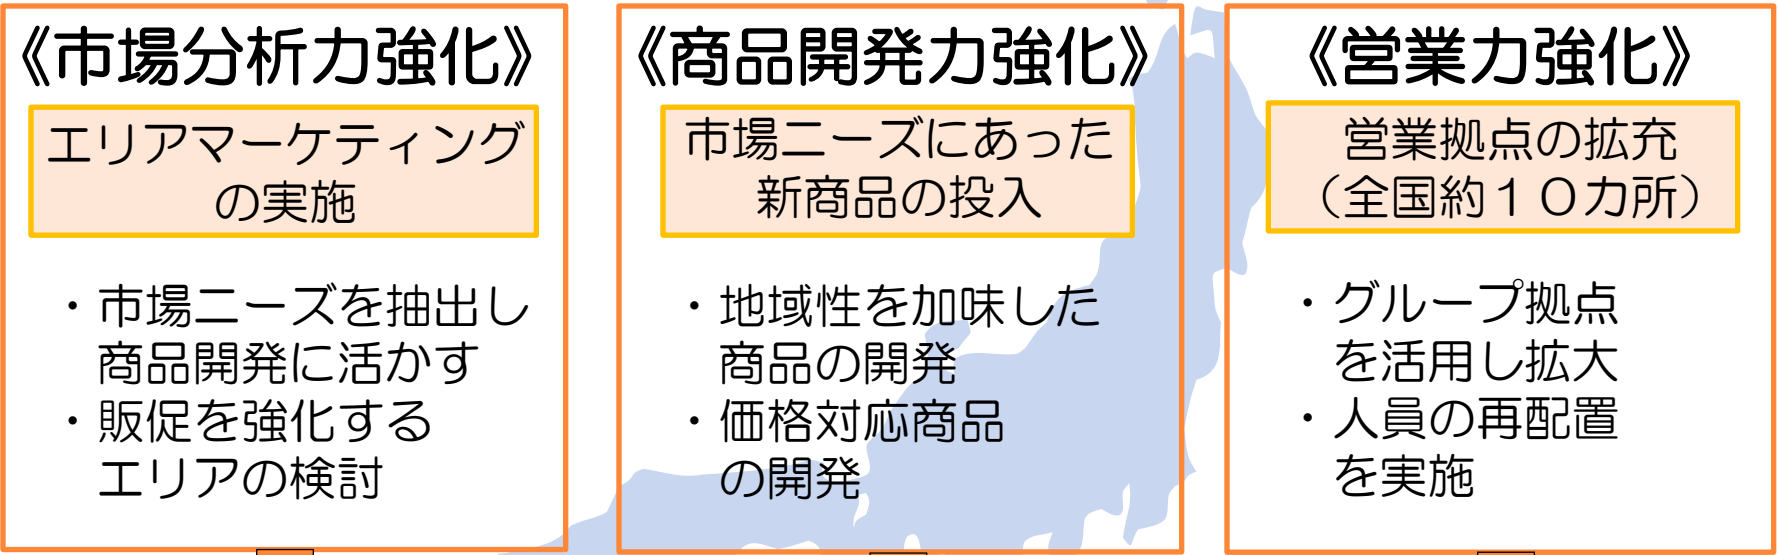 《市場分析力強化》
エリアマーケティング
の実施
・市場ニーズを抽出し
商品開発に活かす
・販促を強化する
エリアの検討
《商品開発力強化》
市場ニーズにあった
新商品の投入
・地域性を加味した
商品の開発
・価格対応商品
の開発
《営業力強化》
営業拠点の拡充
（全国約１０カ所）
・グループ拠点
を活用し拡大
・人員の再配置
を実施